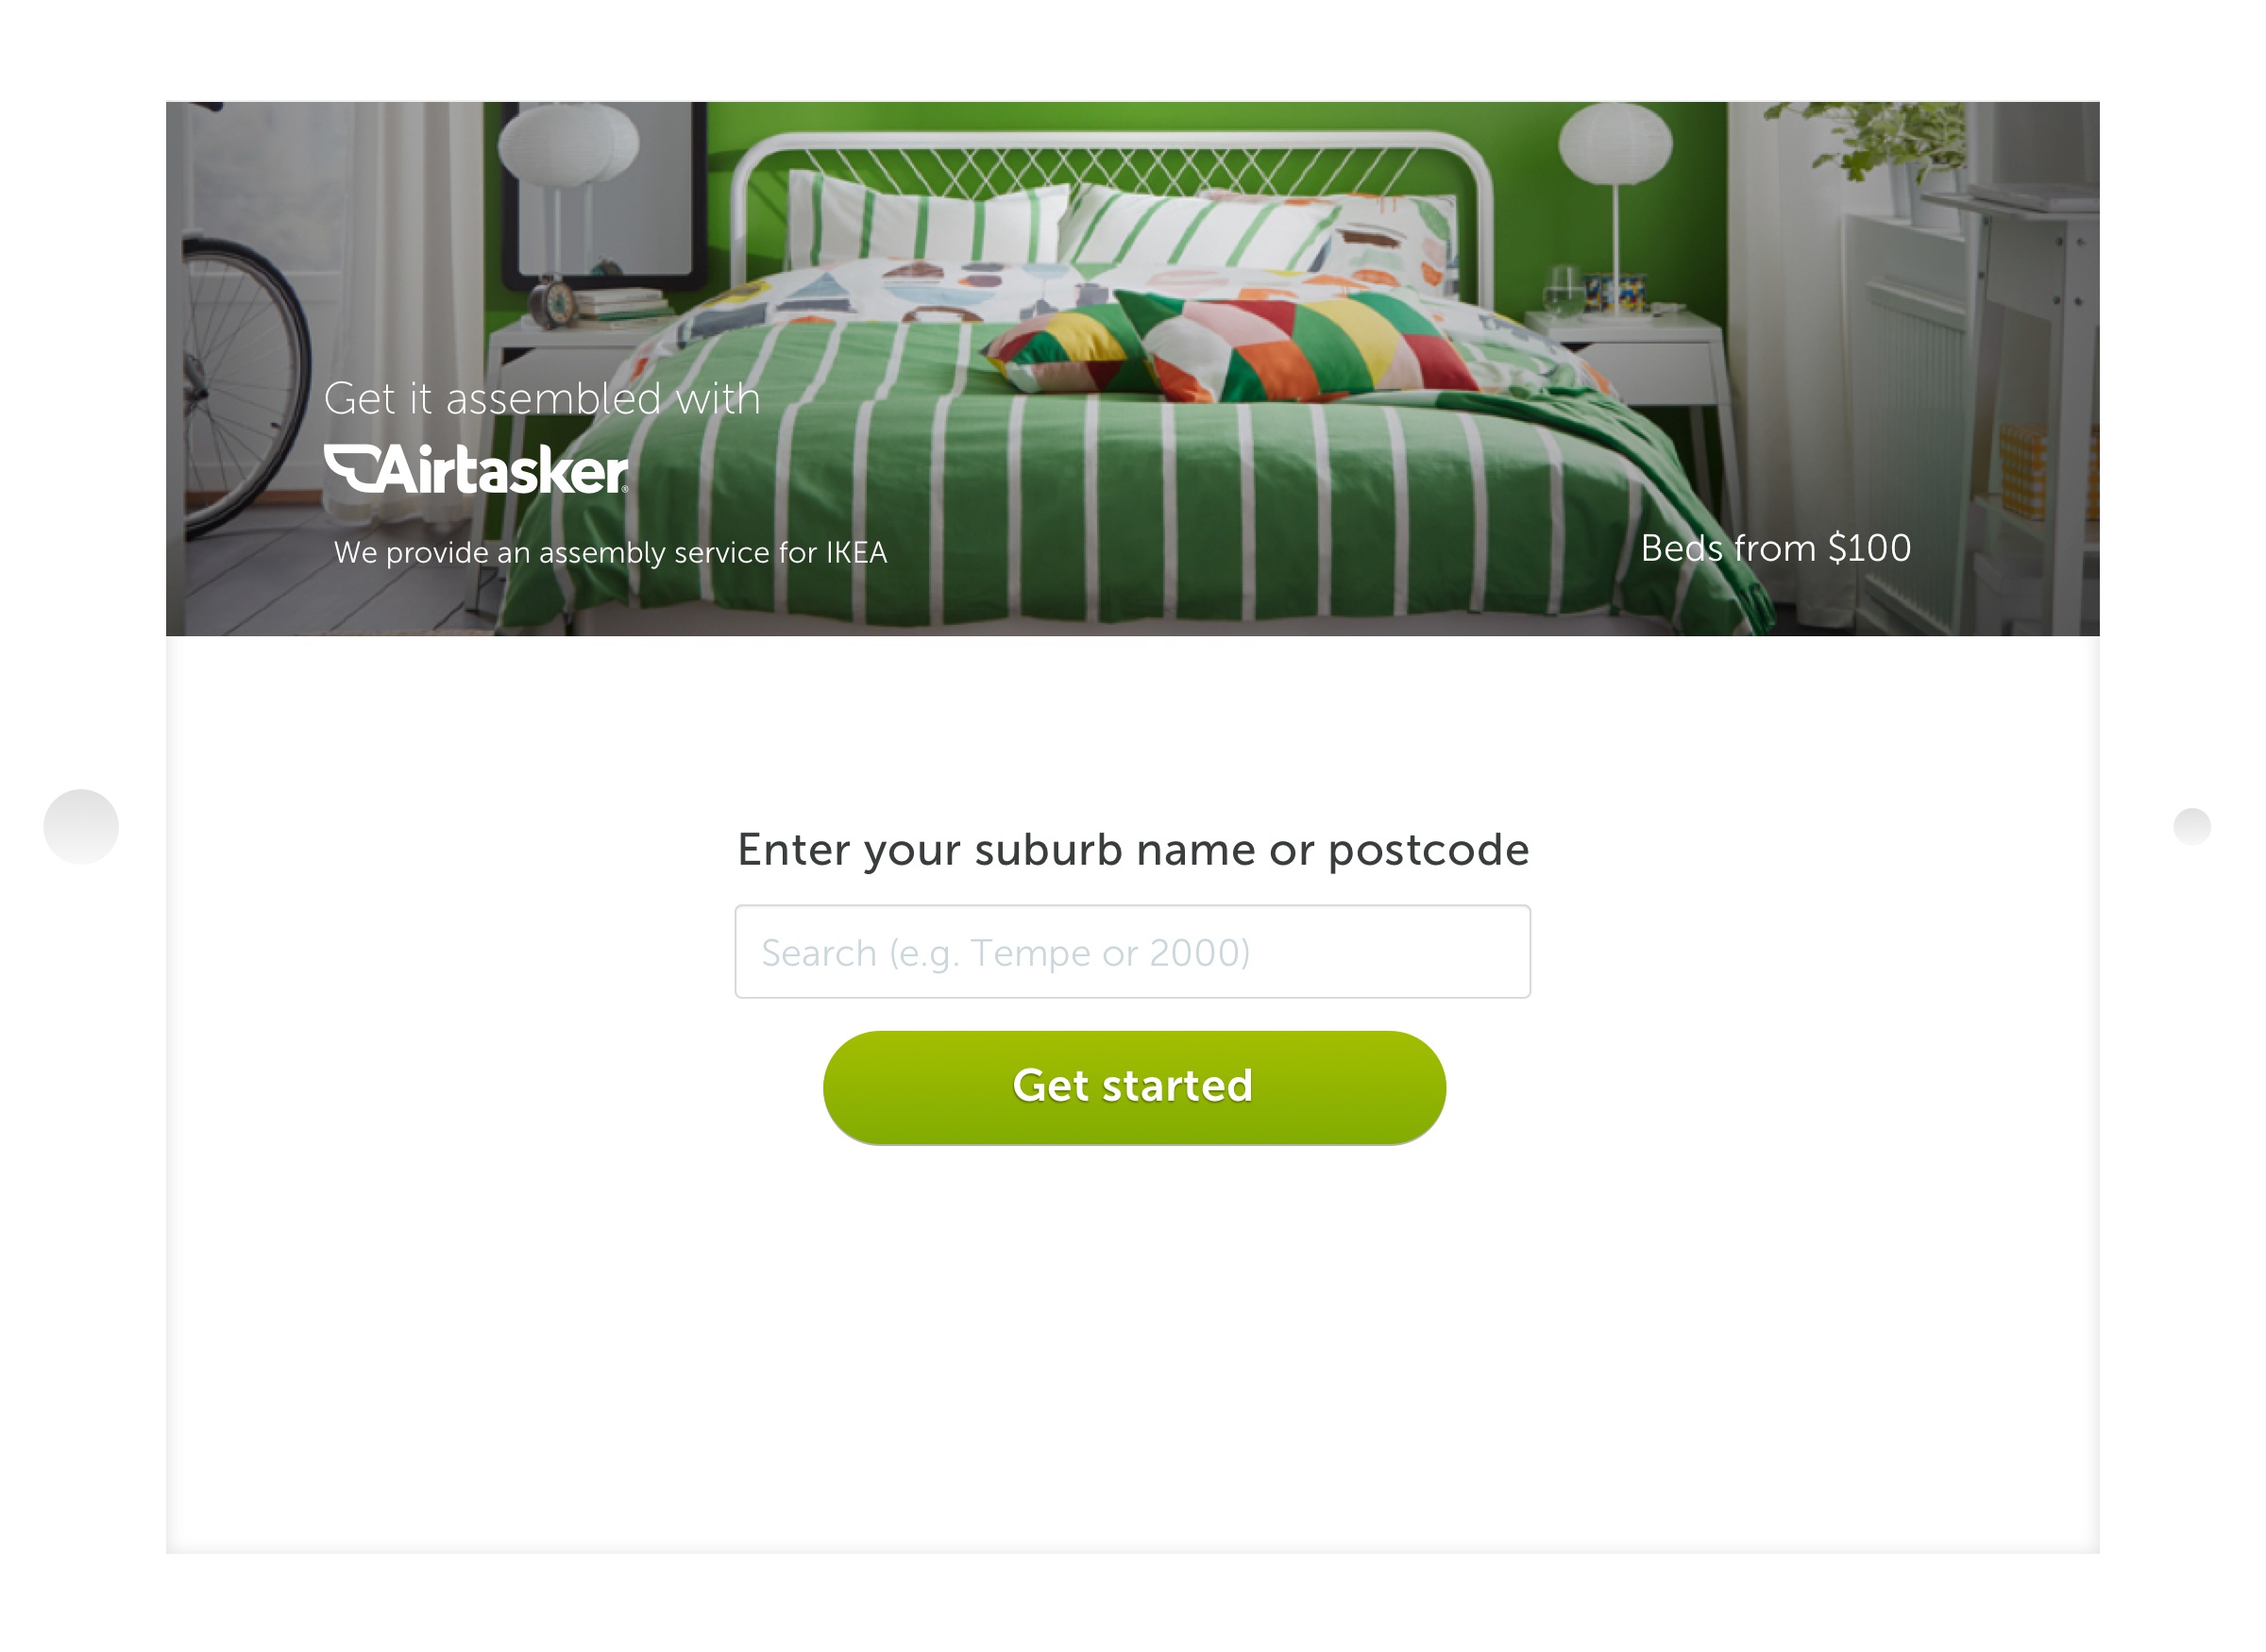 Get it assembled with
Airtasker®
We provide an assembly service for IKEA
Beds from $100
Enter your suburb name or postcode
Search (e.g. Tempe or 2000)
Get started